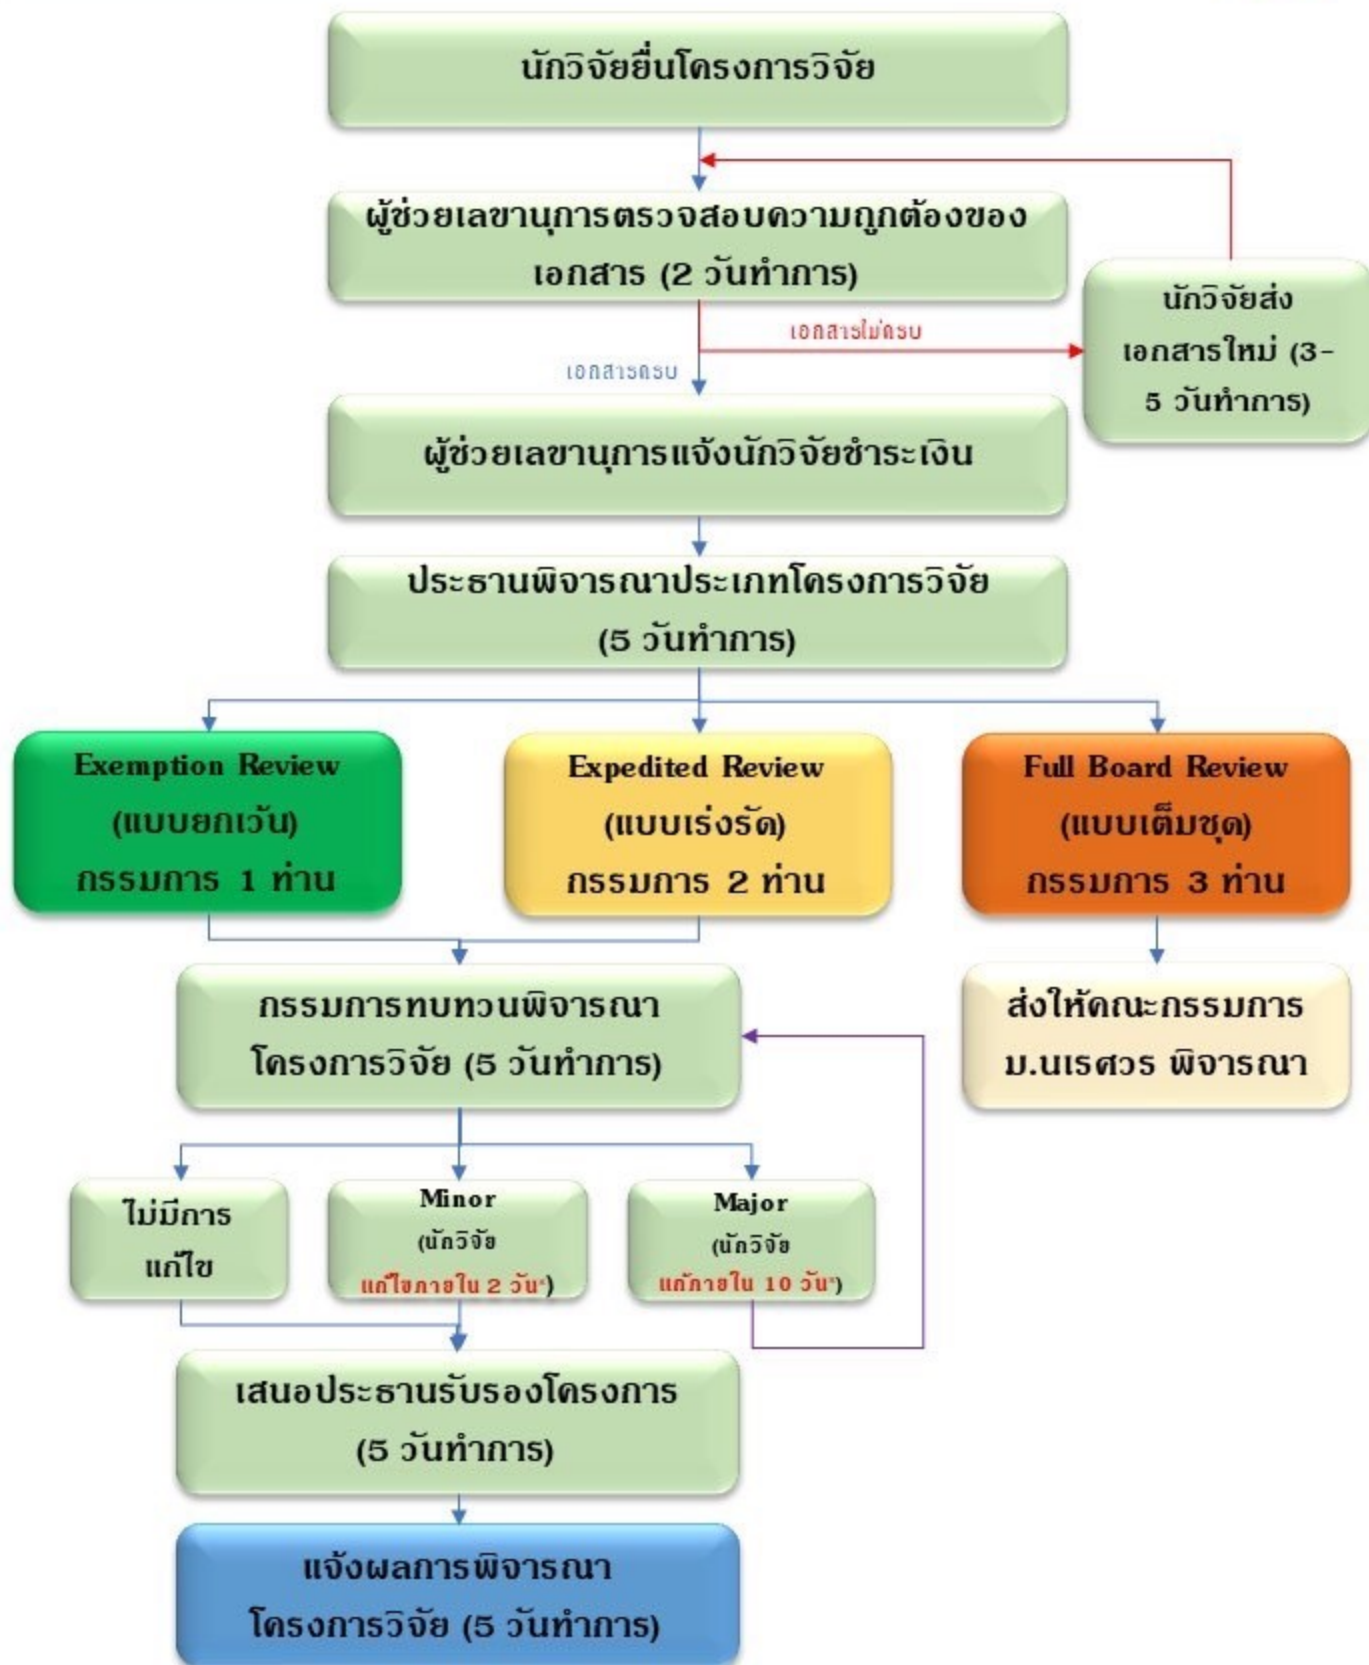 นักวิจัยยื่นโครงการวิจัย
ผู้ช่วยเลขานุการตรวจสอบความถูกต้องของ
เอกสาร (2 วันทำการ)
เอกสารไม่ครบ
นักวิจัยส่ง
เอกสารใหม่ (3-
5 วันทำการ)
เอกสารครบ
ผู้ช่วยเลขานุการแจ้งนักวิจัยชำระเงิน
ประธานพิจารณาประเภทโครงการวิจัย
(5 วันทำการ)
Exemption Review
(แบบยกเว้น)
กรรมการ 1 ท่าน
Expedited Review
(แบบเร่งรัด)
กรรมการ 2 ท่าน
Full Board Review
(แบบเต็มชุด)
กรรมการ 3 ท่าน
กรรมการทบทวนพิจารณา
โครงการวิจัย (5 วันทำการ)
ส่งให้คณะกรรมการ
ม.นเรศวร พิจารณา
ไม่มีการ
แก้ไข
Minor
(นักวิจัย
แก้ไขภายใน 2 วัน*)
Major
(นักวิจัย
แก้ภายใน 10 วัน*)
เสนอประธานรับรองโครงการ
(5 วันทำการ)
แจ้งผลการพิจารณา
โครงการวิจัย (5 วันทำการ)